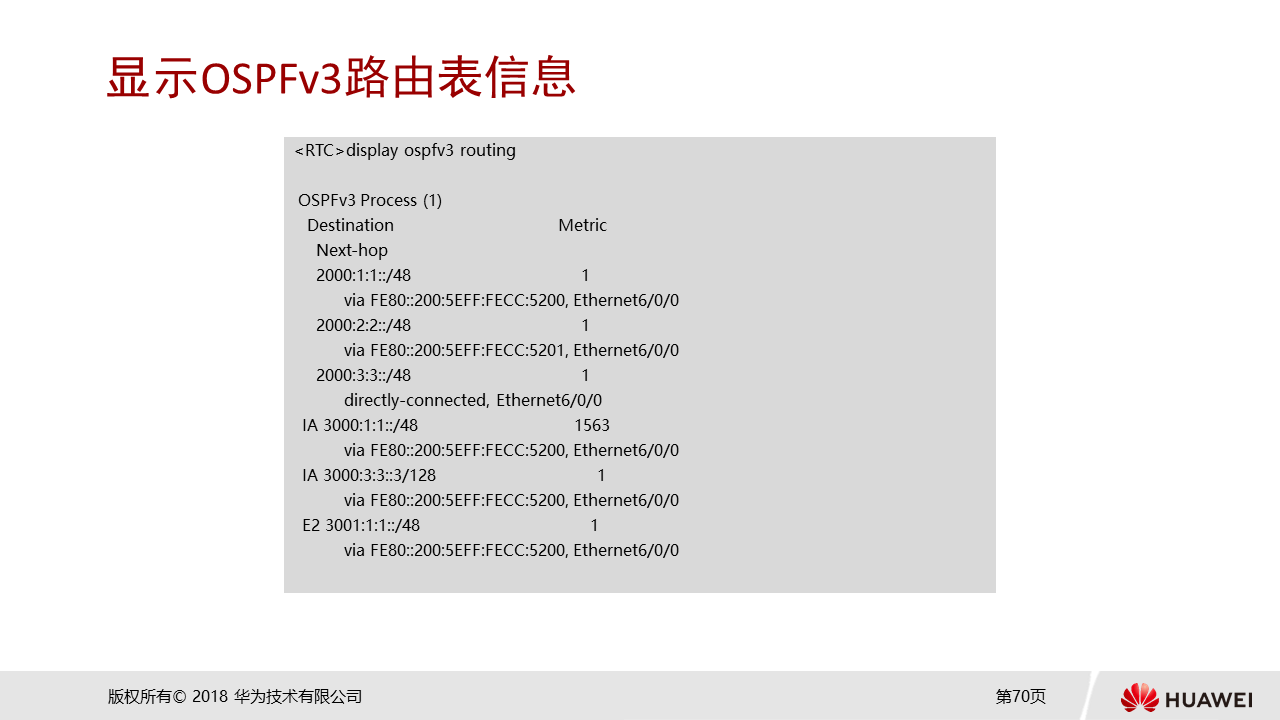 显示OSPFv3路由表信息
<RTC>display ospfv3 routing
OSPFv3 Process (1)
Destination Metric
Next-hop
2000:1:1::/48 1
via FE80::200:5EFF:FECC:5200, Ethernet6/0/0
2000:2:2::/48 1
via FE80::200:5EFF:FECC:5201, Ethernet6/0/0
2000:3:3::/48 1
directly-connected, Ethernet6/0/0
IA 3000:1:1::/48 1563
via FE80::200:5EFF:FECC:5200, Ethernet6/0/0
IA 3000:3:3::3/128 1
via FE80::200:5EFF:FECC:5200, Ethernet6/0/0
E2 3001:1:1::/48 1
via FE80::200:5EFF:FECC:5200, Ethernet6/0/0
版权所有© 2018 华为技术有限公司
第70页
HUAWEI